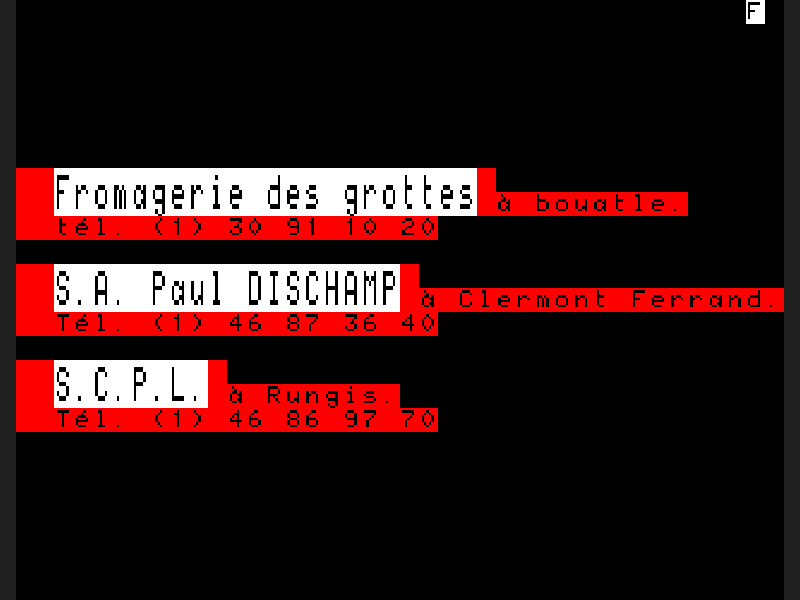 F
Fromagerie des grottes à bouatle.
tél. (1) 30 91 10 20
S.A. Paul DISCHAMP à Clermont Ferrand.
Tél. (1) 46 87 36 40
S.C.P.L. à Rungis.
Tél. (1) 46 86 97 70